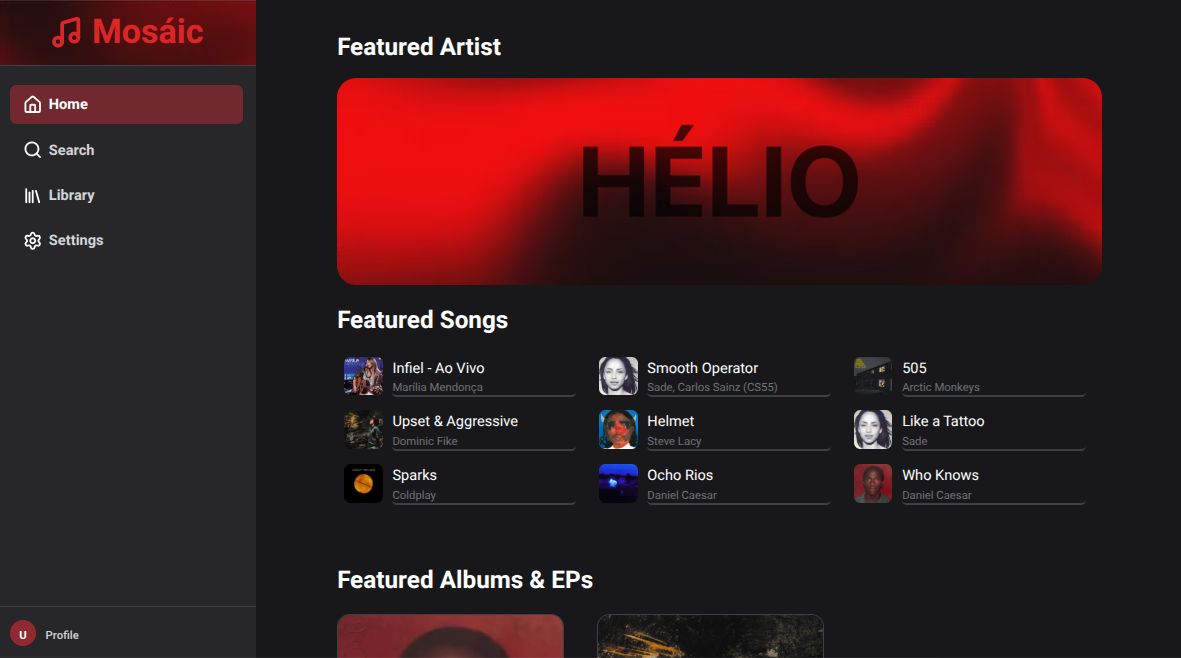 Mosáic
Home
Search
Library
Settings
U
Profile
Featured Artist
HÉLIO
Featured Songs
Infiel - Ao Vivo
Marília Mendonça
Smooth Operator
Sade, Carlos Sainz (CS55)
505
Arctic Monkeys
Upset & Aggressive
Dominic Fike
Helmet
Steve Lacy
Like a Tattoo
Sade
Sparks
Coldplay
Ocho Rios
Daniel Caesar
Who Knows
Daniel Caesar
Featured Albums & EPs